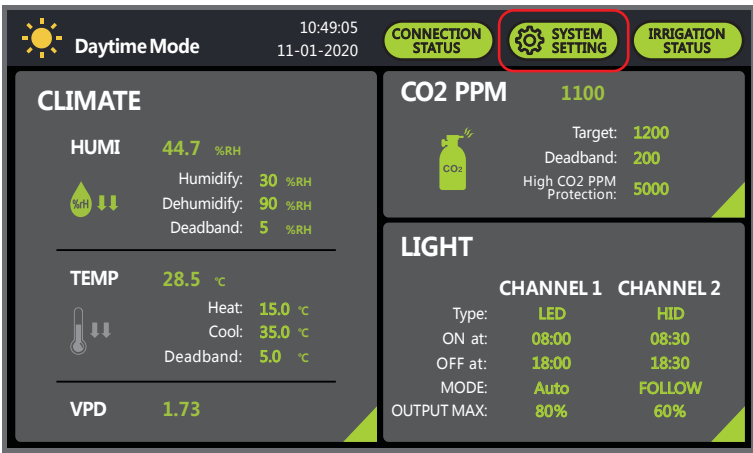 Daytime Mode
10:49:05
11-01-2020
CONNECTION
STATUS
SYSTEM
SETTING
IRRIGATION
STATUS
CLIMATE
HUMI 44.7 %RH
%rH
Humidify: 30 %RH
Dehumidify: 90 %RH
Deadband: 5 %RH
TEMP 28.5 ℃
Heat: 15.0 ℃
Cool: 35.0 ℃
Deadband: 5.0 ℃
VPD 1.73
CO2 PPM 1100
CO2
Target: 1200
Deadband: 200
High CO2 PPM
Protection: 5000
LIGHT
CHANNEL 1 CHANNEL 2
Type: LED HID
ON at: 08:00 08:30
OFF at: 18:00 18:30
MODE: Auto FOLLOW
OUTPUT MAX: 80% 60%